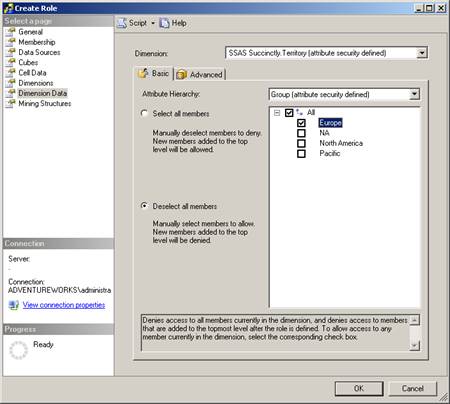 Create Role
Select a page
General
Membership
Data Sources
Cubes
Cell Data
Dimensions
Dimension Data
Mining Structures
Script
Help
Dimension:
SSAS Succinctly.Territory (attribute security defined)
Basic
Advanced
Attribute Hierarchy:
Group (attribute security defined)
Select all members
Manually deselect members to deny.
New members added to the top
level will be allowed.
Deselect all members
Manually select members to allow.
New members added to the top
level will be denied.
All
Europe
NA
North America
Pacific
Connection
Server:
.
Connection:
ADVENTUREWORKS\administra
View connection properties
Progress
Ready
Denies access to all members currently in the dimension, and denies access to members
that are added to the topmost level after the role is defined. To allow access to any
member currently in the dimension, select the corresponding check box.
OK
Cancel